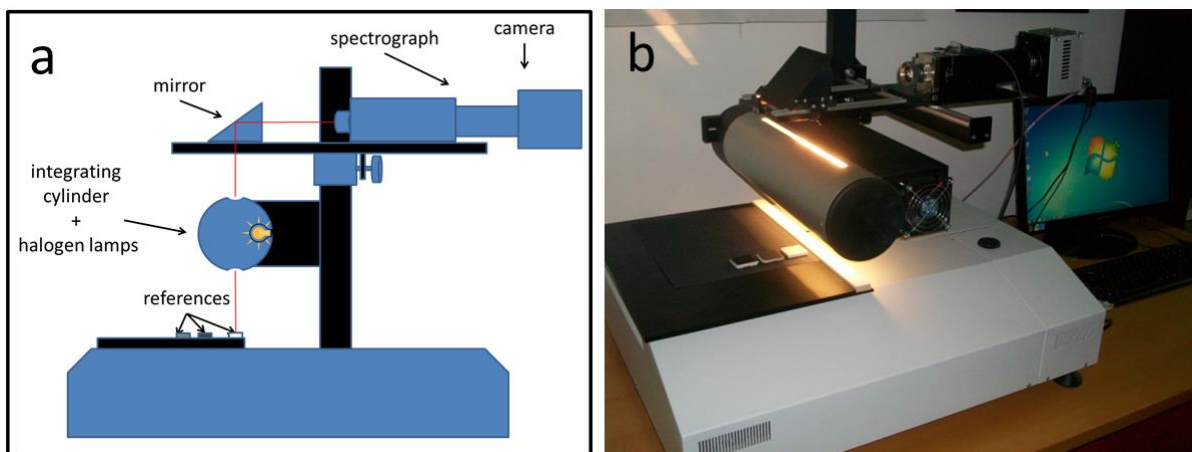 a
camera
spectrograph
mirror
integrating
cylinder
+
halogen lamps
references
b